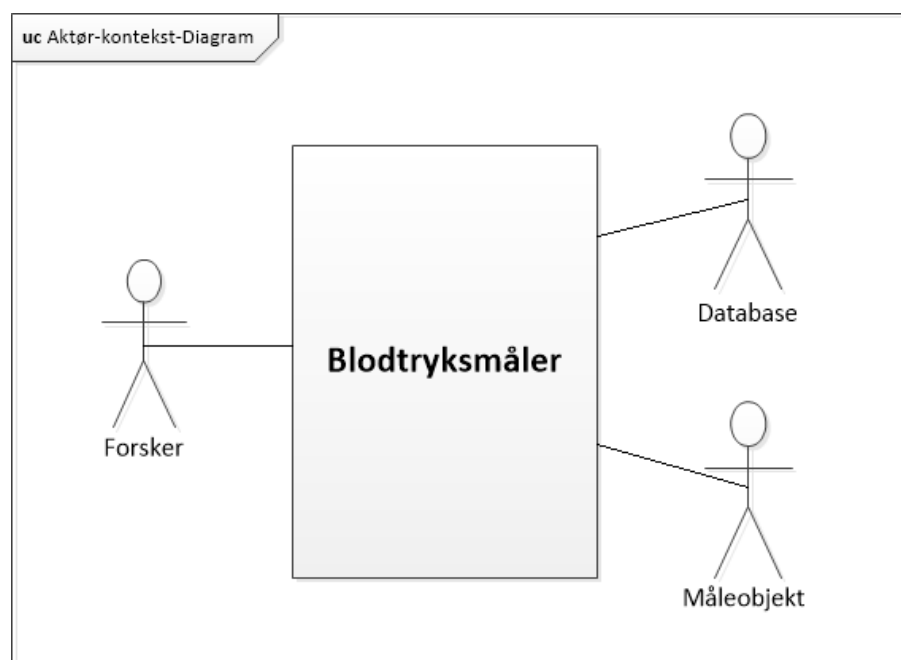 uc Aktør-kontekst-Diagram
Database
Blodtryksmåler
Forsker
Måleobjekt